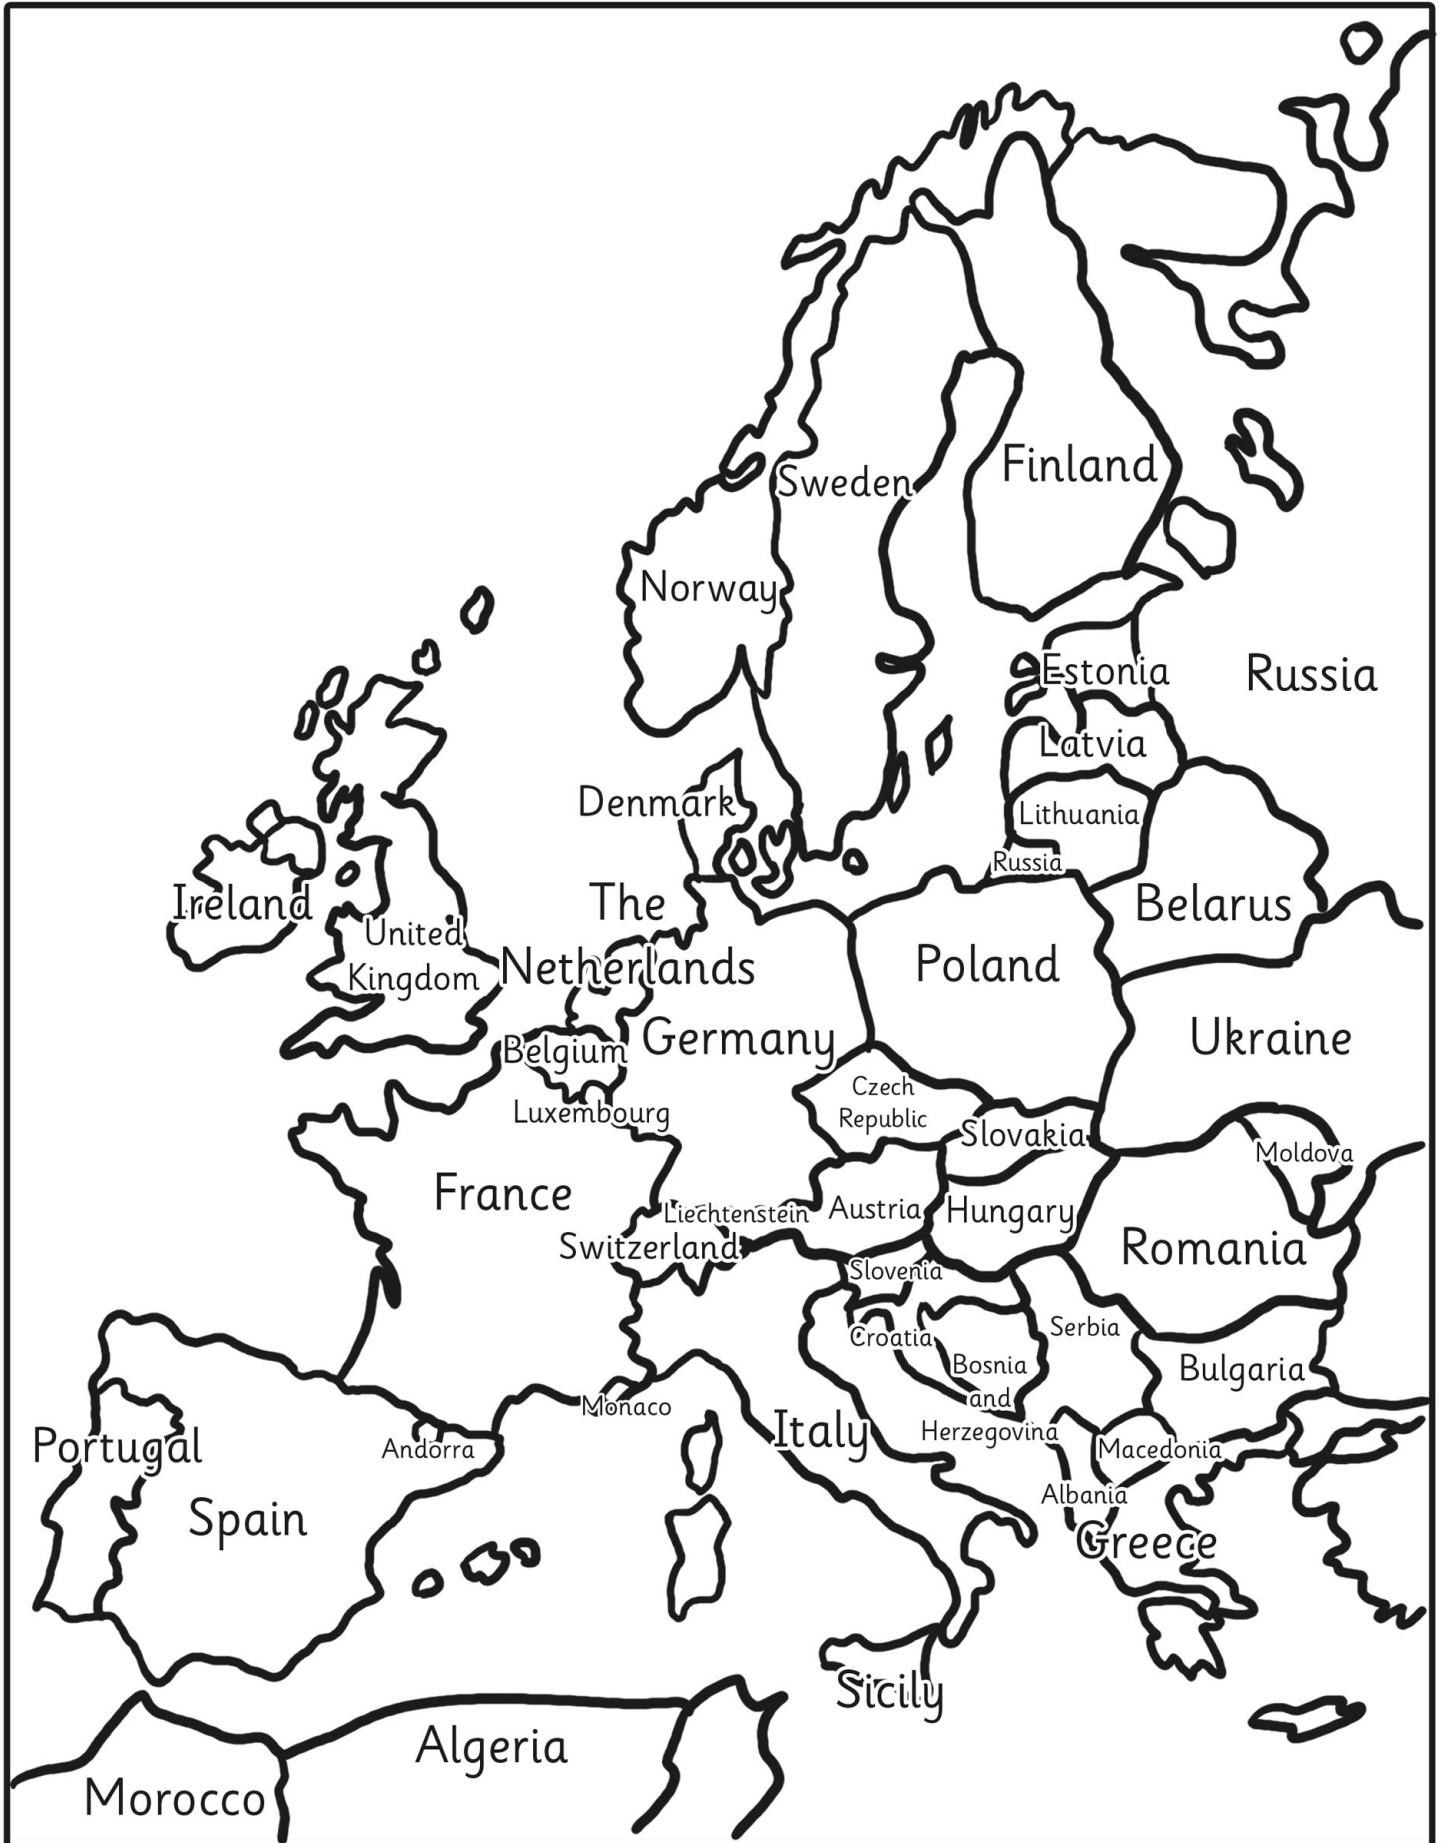 Finland
Sweden
Norway
Estonia
Russia
Latvia
Denmark
Lithuania
Russia
Ireland
The
Netherlands
Belarus
United
Kingdom
Poland
Germany
Ukraine
Belgium
Czech
Republic
Luxembourg
Slovakia
Moldova
France
Liechtenstein
Austria
Hungary
Switzerland
Romania
Slovenia
Croatia
Serbia
Bosnia
and
Herzegovina
Bulgaria
Monaco
Italy
Portugal
Andorra
Macedonia
Albania
Spain
Greece
Sicily
Algeria
Morocco